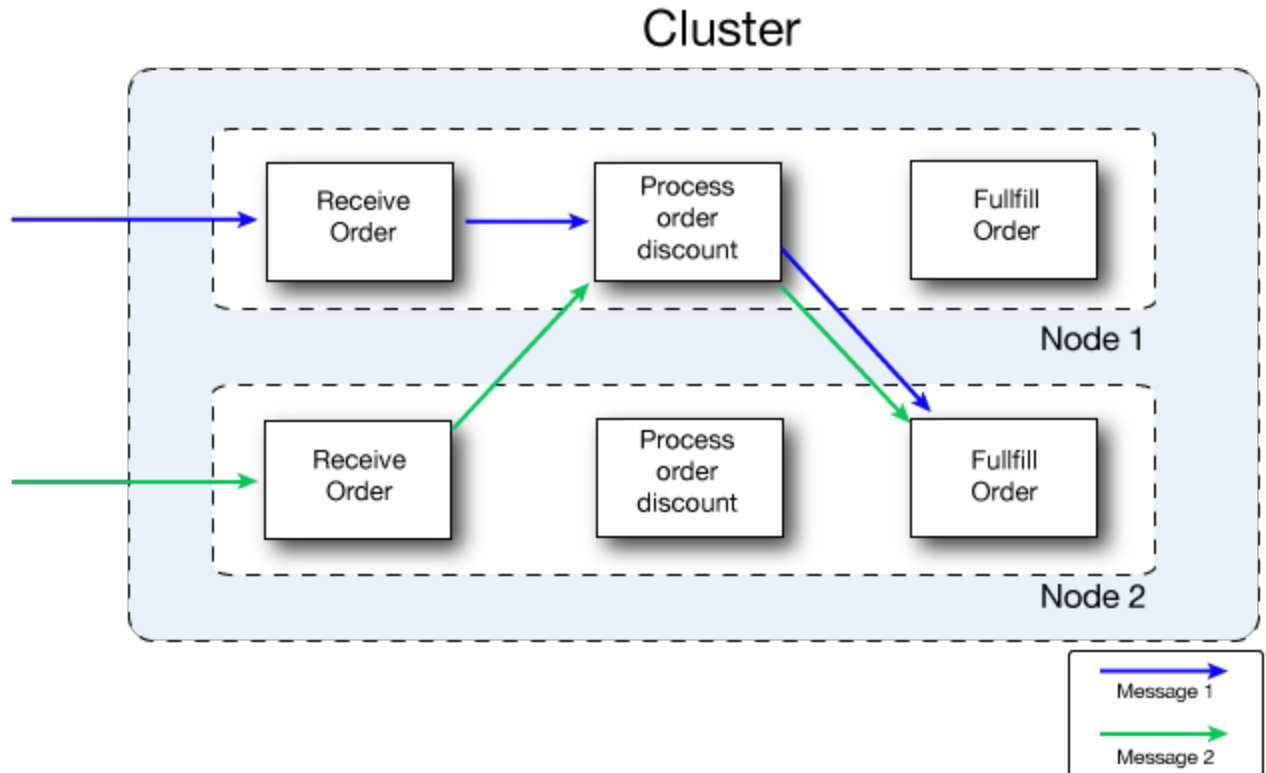 Cluster
Receive
Order
Process
order
discount
Fullfill
Order
Node 1
Receive
Order
Process
order
discount
Fullfill
Order
Node 2
Message 1
Message 2